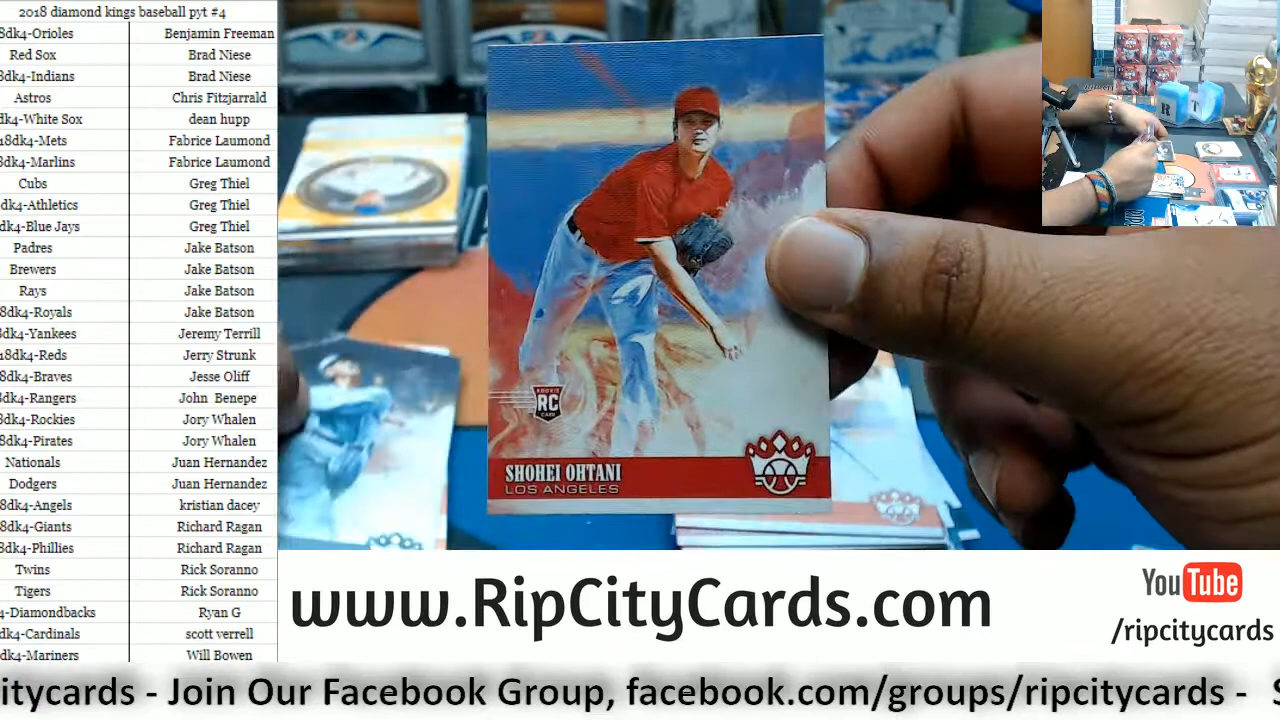 2018 diamond kings baseball pyt #4
8dk4-Orioles Benjamin Freeman
Red Sox Brad Niese
8dk4-Indians Brad Niese
Astros Chris Fitzjarrald
dk4-White Sox dean hupp
18dk4-Mets Fabrice Laumond
8dk4-Marlins Fabrice Laumond
Cubs Greg Thiel
dk4-Athletics Greg Thiel
dk4-Blue Jays Greg Thiel
Padres Jake Batson
Brewers Jake Batson
Rays Jake Batson
8dk4-Royals Jake Batson
8dk4-Yankees Jeremy Terrill
18dk4-Reds Jerry Strunk
8dk4-Braves Jesse Oliff
8dk4-Rangers John Benepe
8dk4-Rockies Jory Whalen
8dk4-Pirates Jory Whalen
Nationals Juan Hernandez
Dodgers Juan Hernandez
8dk4-Angels kristian dacey
8dk4-Giants Richard Ragan
8dk4-Phillies Richard Ragan
Twins Rick Soranno
Tigers Rick Soranno
4-Diamondbacks Ryan G
dk4-Cardinals scott verrell
dk4-Mariners Will Bowen
ROOKIE
RC
CARD
SHOHEI OHTANI
LOS ANGELES
R T
www.RipCityCards.com
YouTube
/ripcitycards
citycards - Join Our Facebook Group, facebook.com/groups/ripcitycards - S